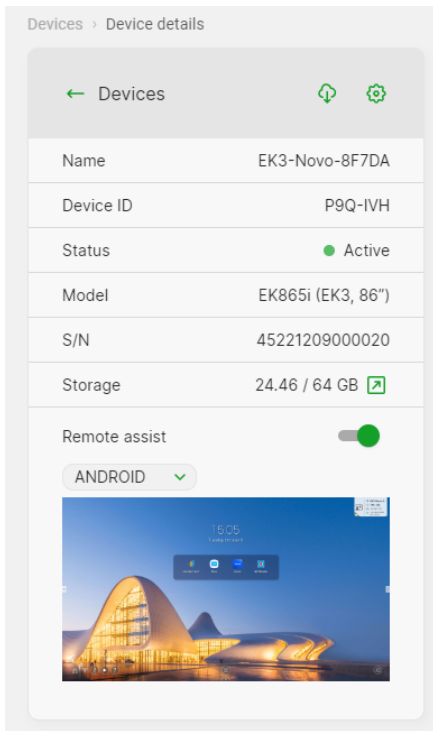 Devices › Device details
← Devices
Name EK3-Novo-8F7DA
Device ID P9Q-IVH
Status Active
Model EK865i (EK3, 86”)
S/N 45221209000020
Storage 24.46 / 64 GB
Remote assist
ANDROID
15:05